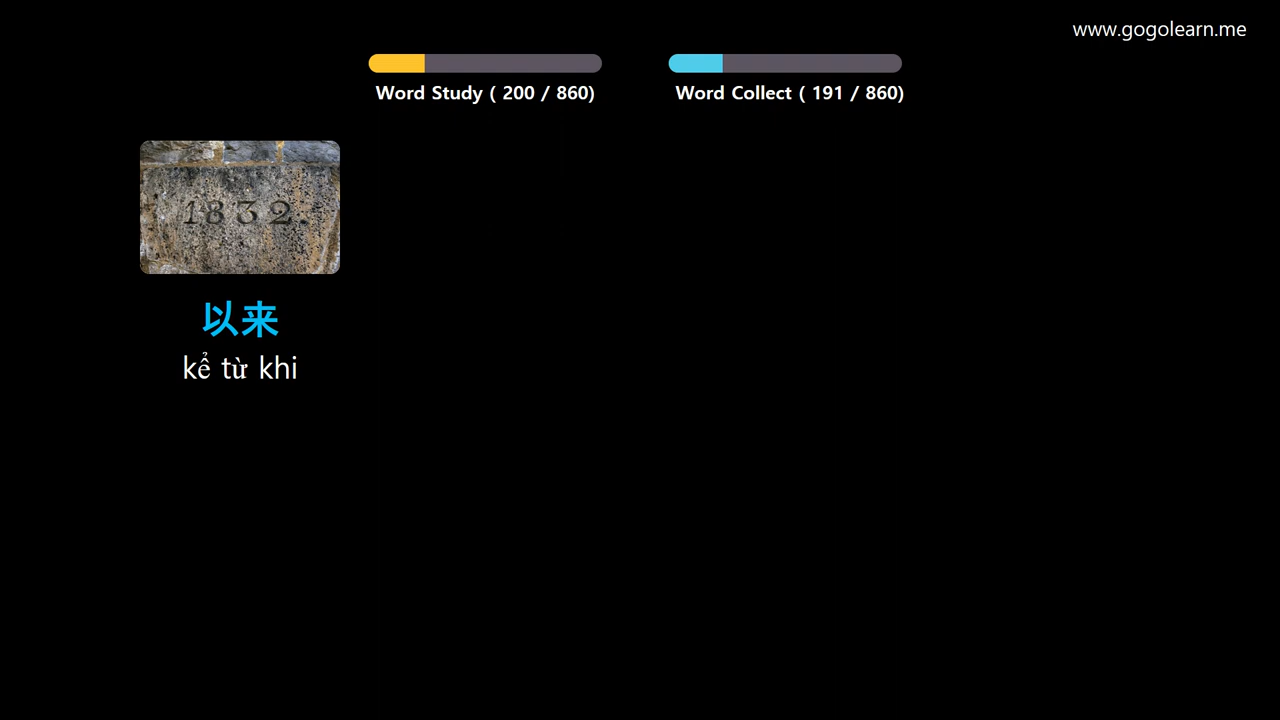 www.gogolearn.me
Word Study ( 200 / 860)
Word Collect ( 191 / 860)
1832.
以来
kể từ khi